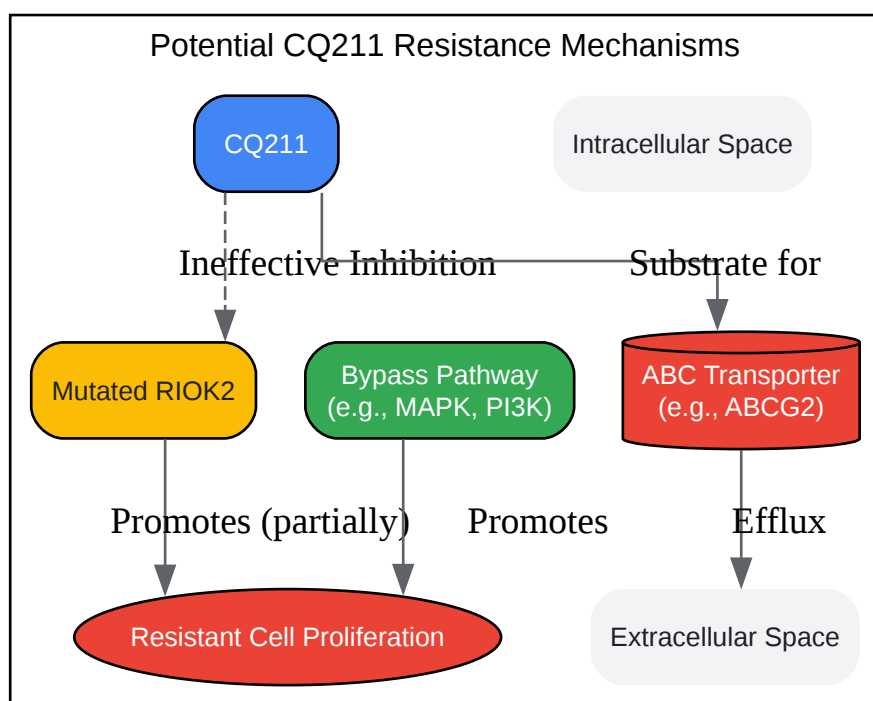 Potential CQ211 Resistance Mechanisms
CQ211
Intracellular Space
Ineffective Inhibition
Substrate for
Mutated RIOK2
Bypass Pathway
(e.g., MAPK, PI3K)
ABC Transporter
(e.g., ABCG2)
Promotes (partially)
Promotes
Efflux
Resistant Cell Proliferation
Extracellular Space